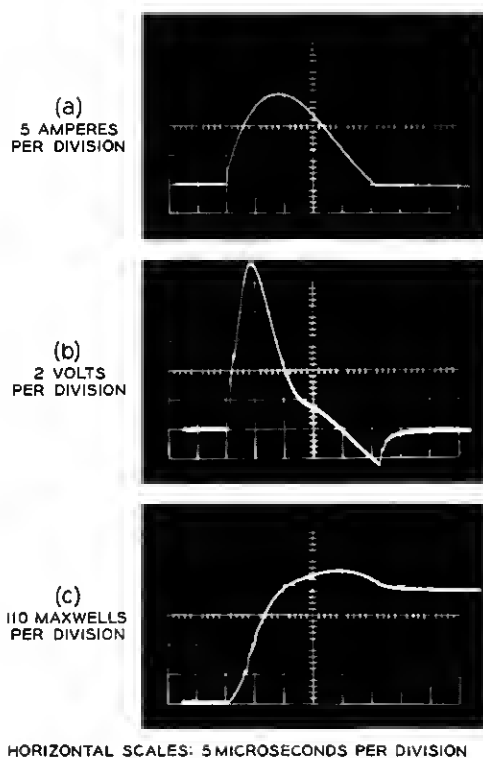 (a)
5 AMPERES
PER DIVISION
(b)
2 VOLTS
PER DIVISION
(c)
110 MAXWELLS
PER DIVISION
HORIZONTAL SCALES: 5 MICROSECONDS PER DIVISION